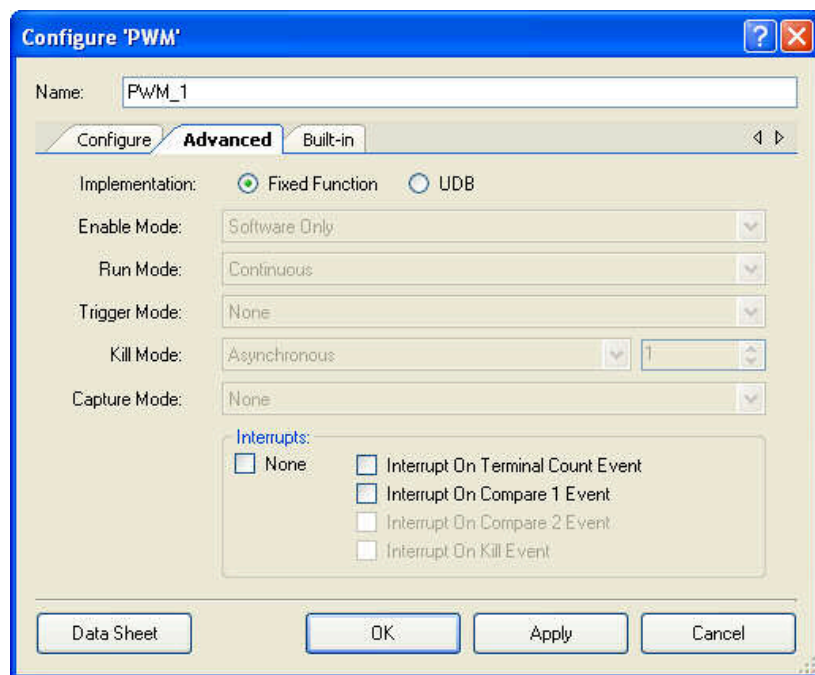 Configure 'PWM'
Name: PWM_1
Configure Advanced Built-in
Implementation: Fixed Function UDB
Enable Mode: Software Only
Run Mode: Continuous
Trigger Mode: None
Kill Mode: Asynchronous 1
Capture Mode: None
Interrupts:
None Interrupt On Terminal Count Event
Interrupt On Compare 1 Event
Interrupt On Compare 2 Event
Interrupt On Kill Event
Data Sheet OK Apply Cancel